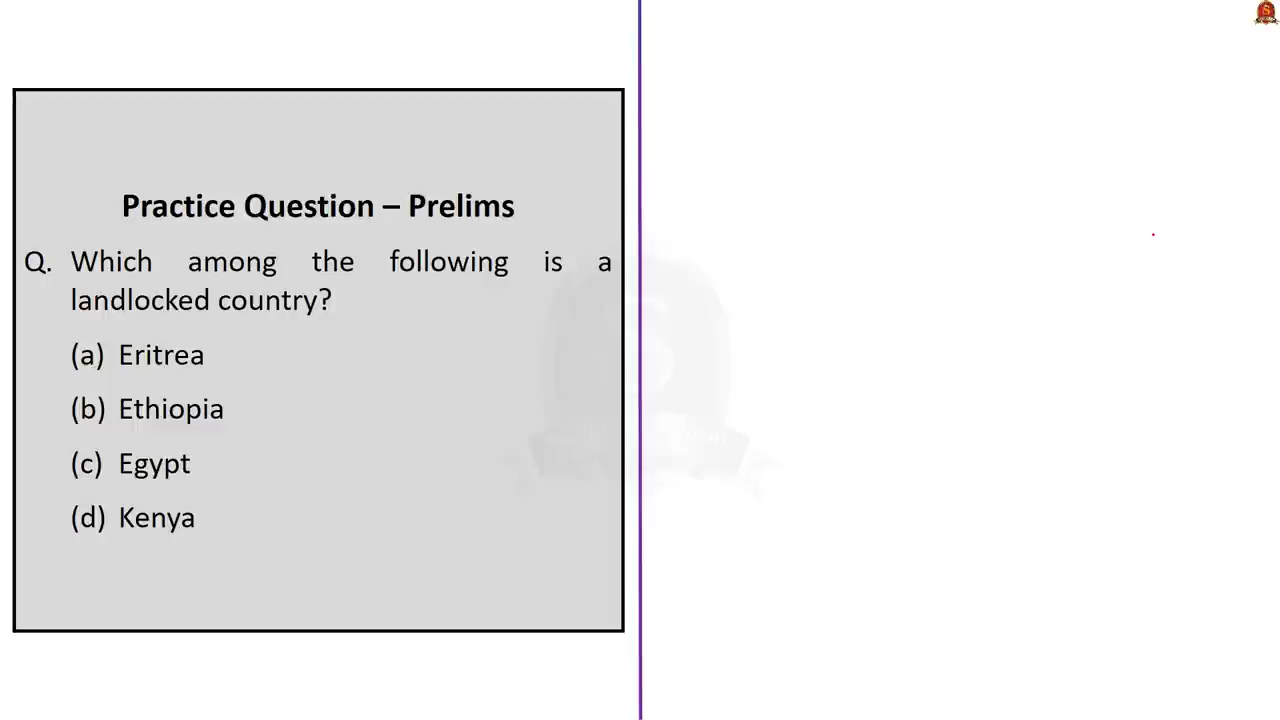 Practice Question – Prelims
Q. Which among the following is a
landlocked country?
(a) Eritrea
(b) Ethiopia
(c) Egypt
(d) Kenya